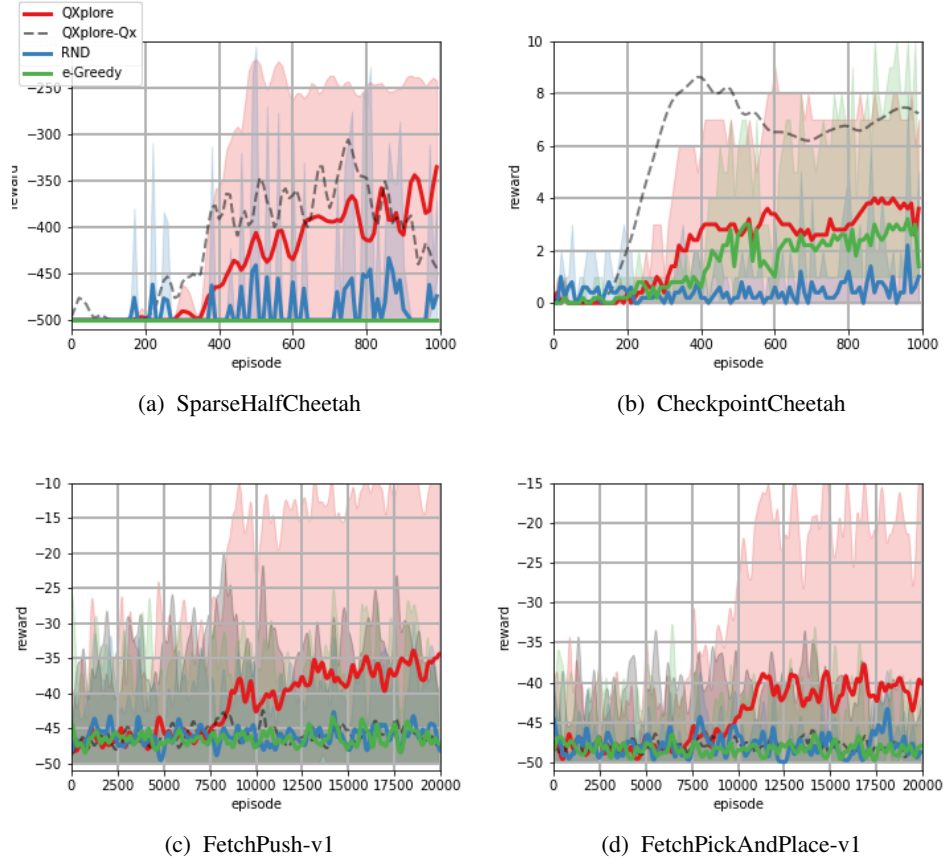 QXplore
QXplore-Qx
RND
e-Greedy
−250
−300
−350
−400
−450
−500
reward
0 200 400 600 800 1000
episode
(a) SparseHalfCheetah
10
8
6
4
2
0
reward
0 200 400 600 800 1000
episode
(b) CheckpointCheetah
−10
−15
−20
−25
−30
−35
−40
−45
−50
reward
0 2500 5000 7500 10000 12500 15000 17500 20000
episode
(c) FetchPush-v1
−15
−20
−25
−30
−35
−40
−45
−50
reward
0 2500 5000 7500 10000 12500 15000 17500 20000
episode
(d) FetchPickAndPlace-v1